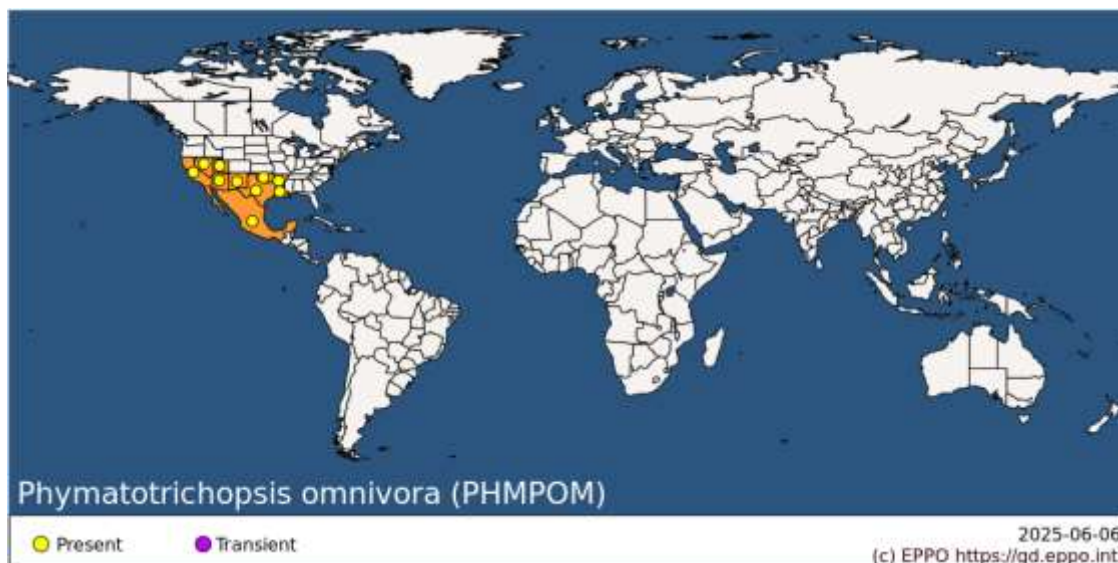 Phymatotrichopsis omnivora (PHMPOM)
Present
Transient
2025-06-06
(c) EPPO https://gd.eppo.int